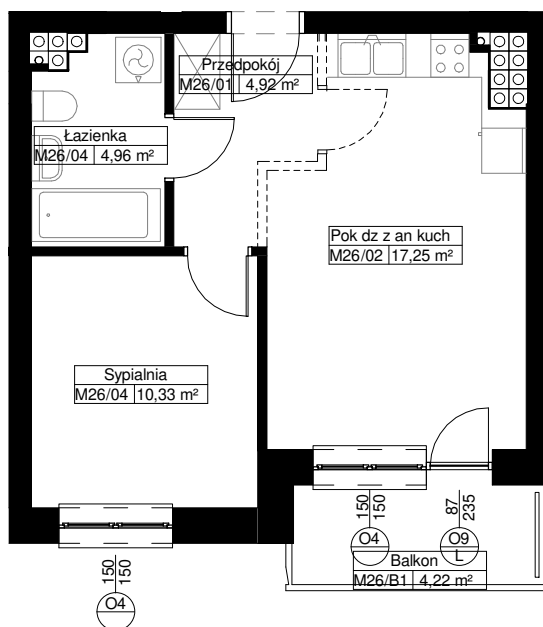 Przedpokój
M26/01 4,92 m²
Łazienka
M26/04 4,96 m²
Pok dz z an kuch
M26/02 17,25 m²
Sypialnia
M26/04 10,33 m²
150
150
O4
87
235
O9
L
Balkon
M26/B1 4,22 m²
150
150
O4